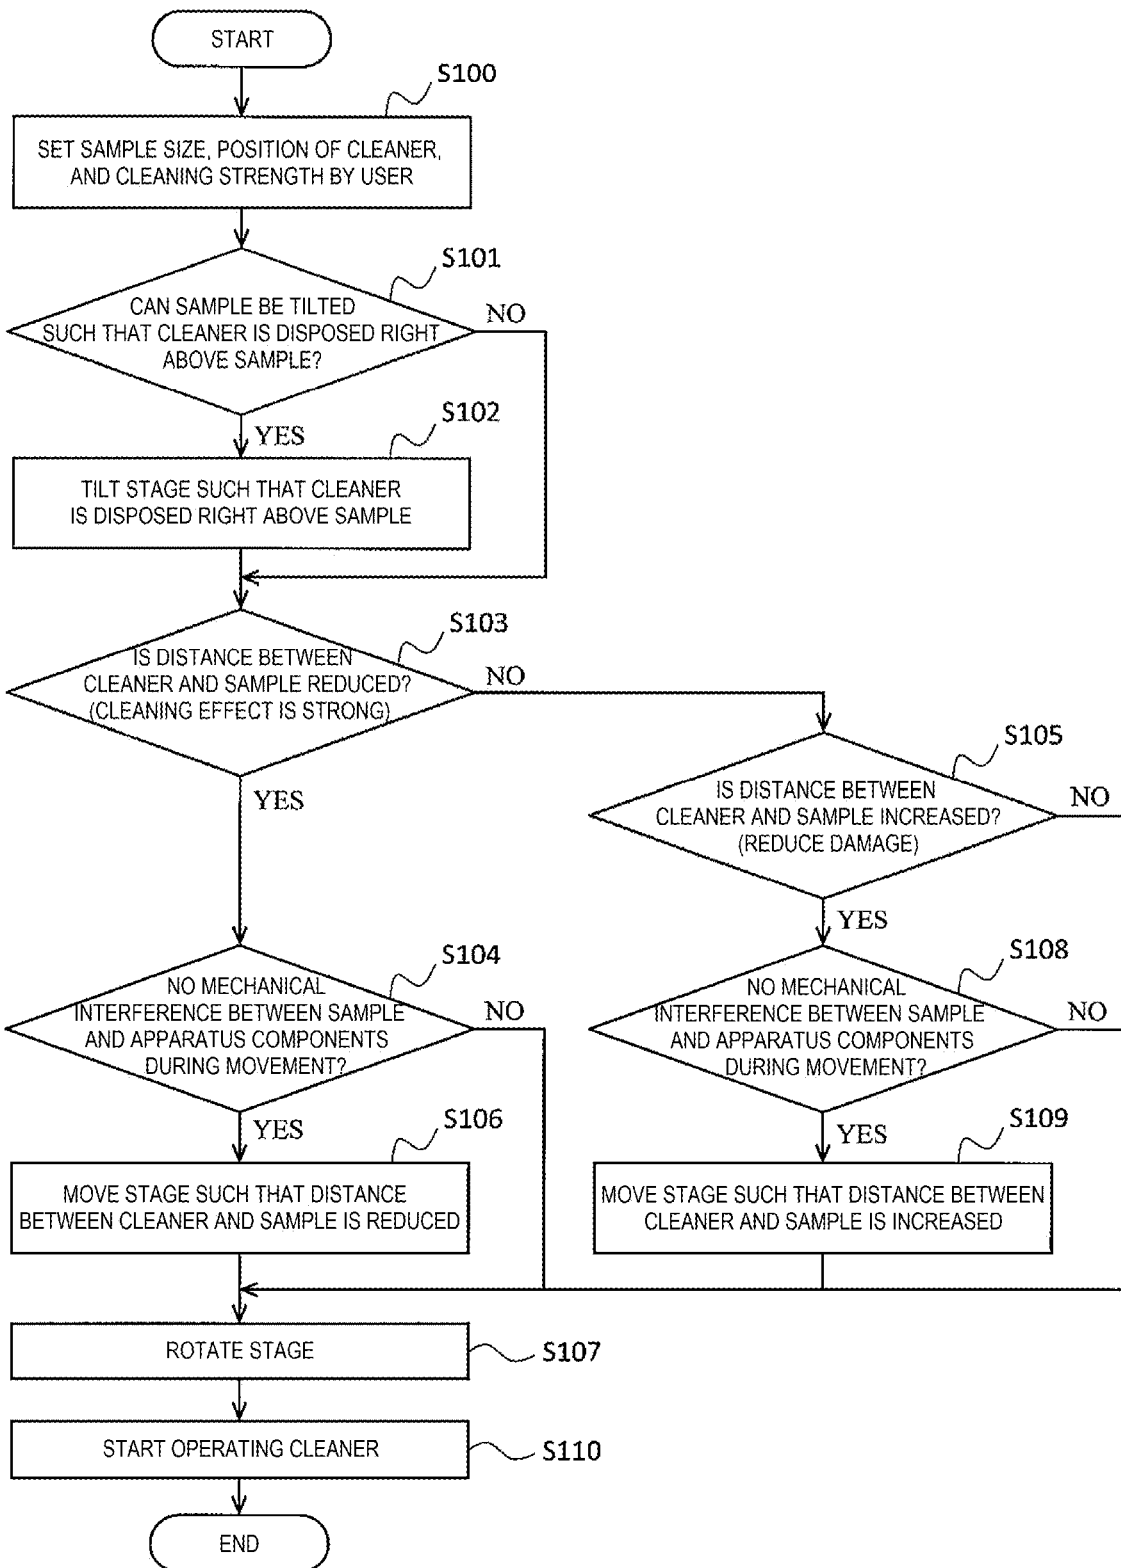 START
S100
SET SAMPLE SIZE, POSITION OF CLEANER,
AND CLEANING STRENGTH BY USER
S101
CAN SAMPLE BE TILTED
SUCH THAT CLEANER IS DISPOSED RIGHT
ABOVE SAMPLE?
NO
YES
S102
TILT STAGE SUCH THAT CLEANER
IS DISPOSED RIGHT ABOVE SAMPLE
S103
IS DISTANCE BETWEEN
CLEANER AND SAMPLE REDUCED?
(CLEANING EFFECT IS STRONG)
NO
YES
S105
IS DISTANCE BETWEEN
CLEANER AND SAMPLE INCREASED?
(REDUCE DAMAGE)
NO
YES
S104
NO MECHANICAL
INTERFERENCE BETWEEN SAMPLE
AND APPARATUS COMPONENTS
DURING MOVEMENT?
NO
YES
S108
NO MECHANICAL
INTERFERENCE BETWEEN SAMPLE
AND APPARATUS COMPONENTS
DURING MOVEMENT?
NO
YES
S106
MOVE STAGE SUCH THAT DISTANCE
BETWEEN CLEANER AND SAMPLE IS REDUCED
S109
MOVE STAGE SUCH THAT DISTANCE BETWEEN
CLEANER AND SAMPLE IS INCREASED
ROTATE STAGE
S107
START OPERATING CLEANER
S110
END